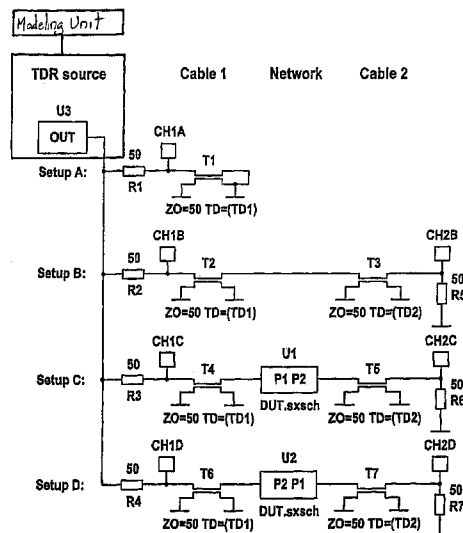 Modeling Unit
TDR source
Cable 1
Network
Cable 2
U3
OUT
CH1A
50
T1
Setup A:
R1
ZO=50 TD=(TD1)
CH1B
CH2B
50
T2
T3
50
Setup B:
R2
R5
ZO=50 TD=(TD1)
ZO=50 TD=(TD2)
CH1C
U1
CH2C
50
T4
P1 P2
T5
50
Setup C:
R3
DUT.sxsch
R6
ZO=50 TD=(TD1)
ZO=50 TD=(TD2)
CH1D
U2
CH2D
50
T6
P2 P1
T7
50
Setup D:
R4
DUT.sxsch
R7
ZO=50 TD=(TD1)
ZO=50 TD=(TD2)